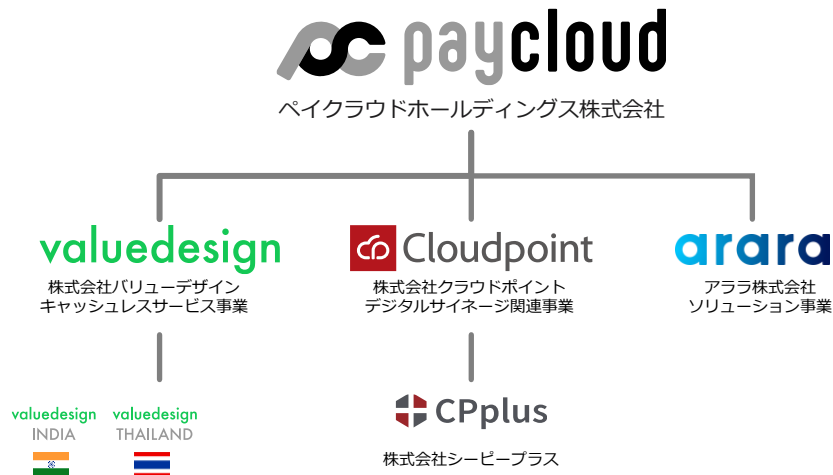 paycloud
ペイクラウドホールディングス株式会社
valuedesign
株式会社バリューデザイン
キャッシュレスサービス事業
Cloudpoint
株式会社クラウドポイント
デジタルサイネージ関連事業
arara
アララ株式会社
ソリューション事業
valuedesign
INDIA
valuedesign
THAILAND
CPplus
株式会社シーピープラス